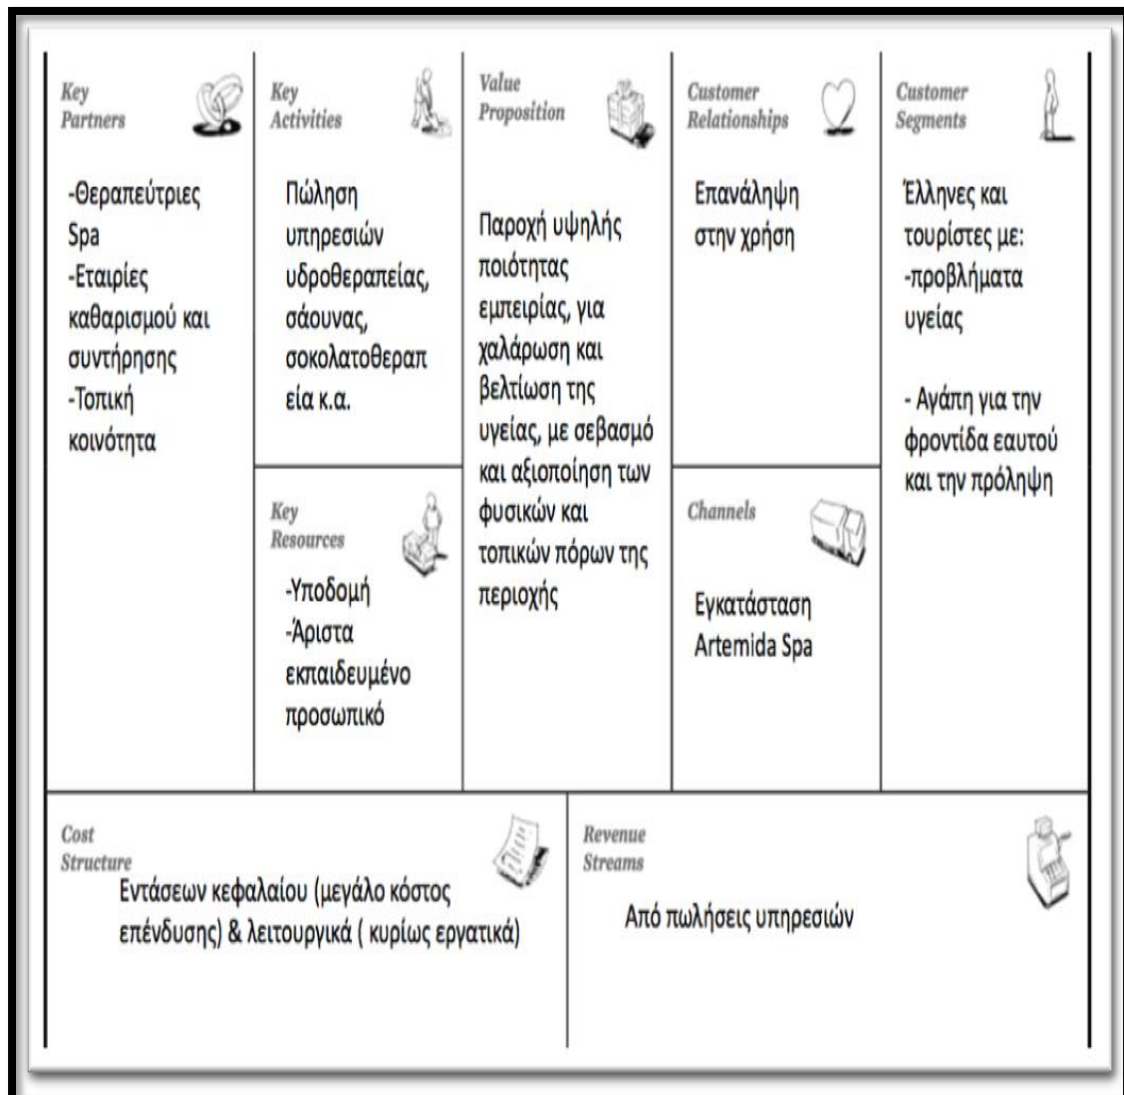 Key
Partners
-Θεραπεύτριες
Spa
-Εταιρίες
καθαρισμού και
συντήρησης
-Τοπική
κοινότητα
Key
Activities
Πώληση
υπηρεσιών
υδροθεραπείας,
σάουνας,
σοκολατοθεραπ
εία κ.α.
Key
Resources
-Υποδομή
-Άριστα
εκπαιδευμένο
προσωπικό
Value
Proposition
Παροχή υψηλής
ποιότητας
εμπειρίας, για
χαλάρωση και
βελτίωση της
υγείας, με σεβασμό
και αξιοποίηση των
φυσικών και
τοπικών πόρων της
περιοχής
Customer
Relationships
Επανάληψη
στην χρήση
Channels
Εγκατάσταση
Artemida Spa
Customer
Segments
Έλληνες και
τουρίστες με:
-προβλήματα
υγείας
- Αγάπη για την
φροντίδα εαυτού
και την πρόληψη
Cost
Structure
Εντάσεων κεφαλαίου (μεγάλο κόστος
επένδυσης) & λειτουργικά ( κυρίως εργατικά)
Revenue
Streams
Από πωλήσεις υπηρεσιών